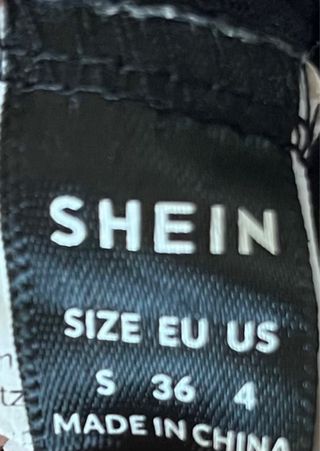 SHEIN
SIZE EU US
S 36 4
MADE IN CHINA